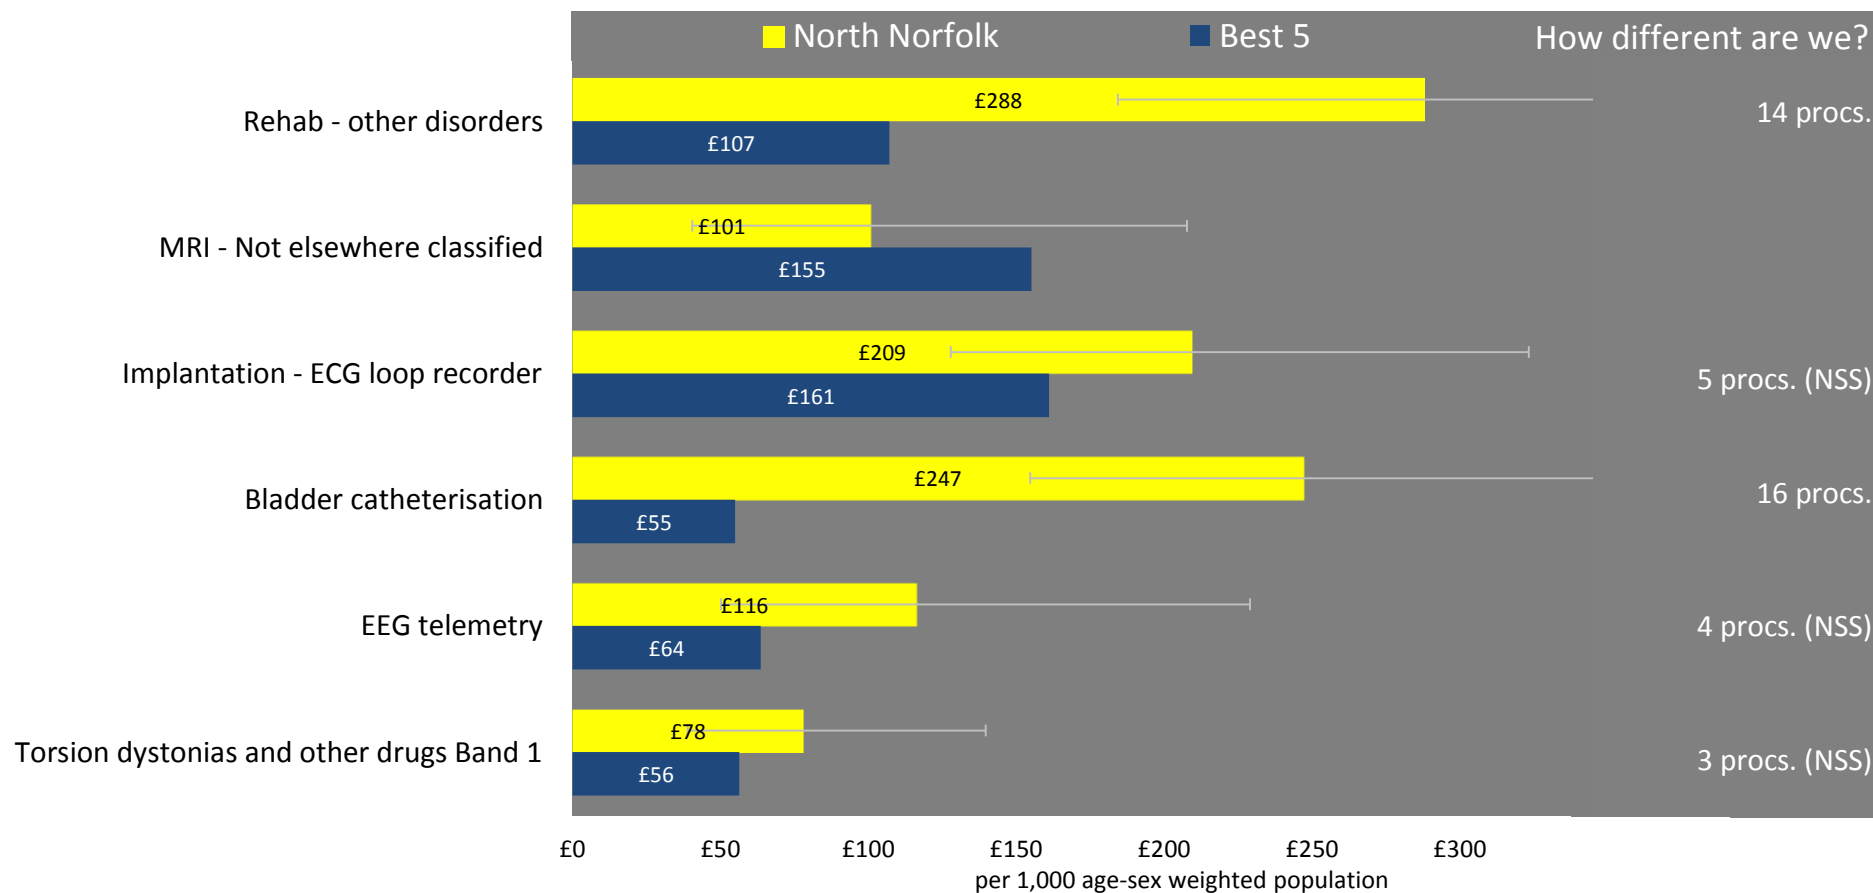 North Norfolk Best 5 How different are we?
Rehab - other disorders £288 £107 14 procs.
MRI - Not elsewhere classified £101 £155
Implantation - ECG loop recorder £209 £161 5 procs. (NSS)
Bladder catheterisation £247 £55 16 procs.
EEG telemetry £116 £64 4 procs. (NSS)
Torsion dystonias and other drugs Band 1 £78 £56 3 procs. (NSS)
£0 £50 £100 £150 £200 £250 £300
per 1,000 age-sex weighted population